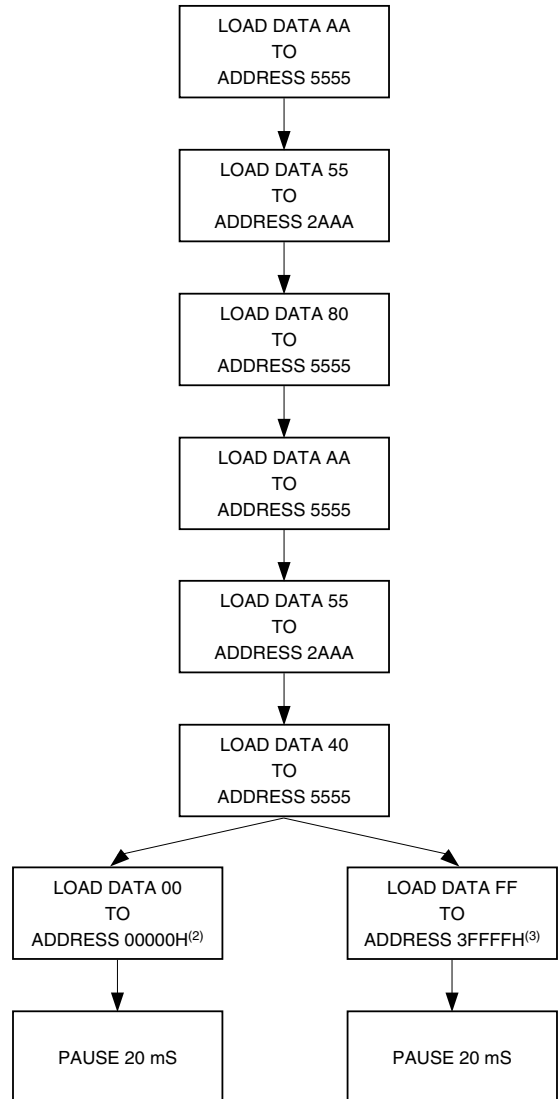 LOAD DATA AA
TO
ADDRESS 5555
LOAD DATA 55
TO
ADDRESS 2AAA
LOAD DATA 80
TO
ADDRESS 5555
LOAD DATA AA
TO
ADDRESS 5555
LOAD DATA 55
TO
ADDRESS 2AAA
LOAD DATA 40
TO
ADDRESS 5555
LOAD DATA 00
TO
ADDRESS 00000H(2)
PAUSE 20 mS
LOAD DATA FF
TO
ADDRESS 3FFFFH(3)
PAUSE 20 mS